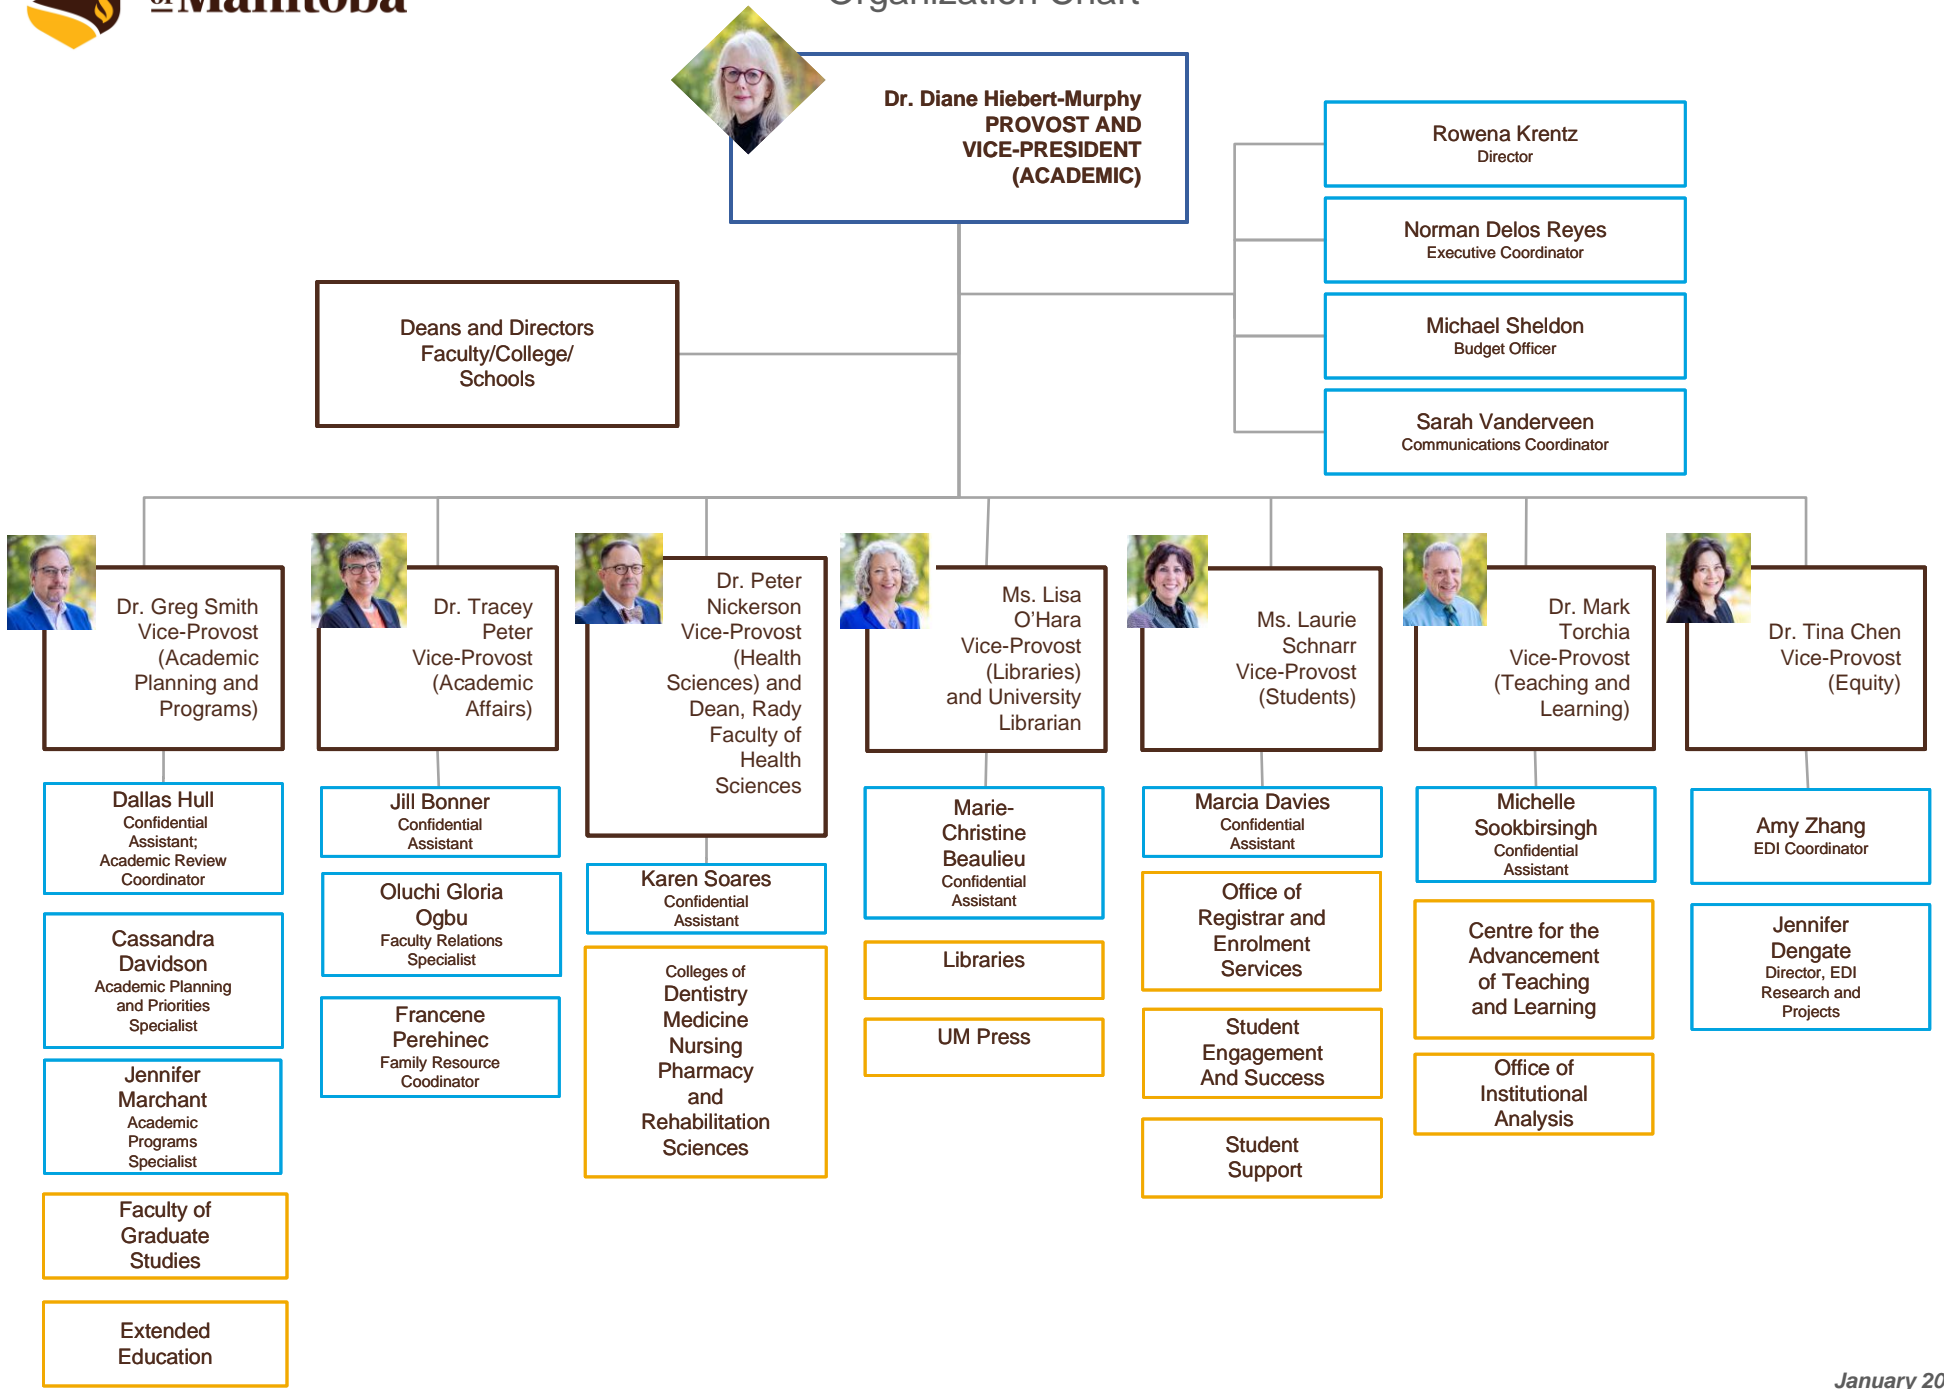 of Manitoba
Organization Chart
Dr. Diane Hiebert-Murphy
PROVOST AND
VICE-PRESIDENT
(ACADEMIC)
Rowena Krentz
Director
Norman Delos Reyes
Executive Coordinator
Michael Sheldon
Budget Officer
Sarah Vanderveen
Communications Coordinator
Deans and Directors
Faculty/College/
Schools
Dr. Greg Smith
Vice-Provost
(Academic
Planning and
Programs)
Dr. Tracey
Peter
Vice-Provost
(Academic
Affairs)
Dr. Peter
Nickerson
Vice-Provost
(Health
Sciences) and
Dean, Rady
Faculty of
Health
Sciences
Ms. Lisa
O'Hara
Vice-Provost
(Libraries)
and University
Librarian
Ms. Laurie
Schnarr
Vice-Provost
(Students)
Dr. Mark
Torchia
Vice-Provost
(Teaching and
Learning)
Dr. Tina Chen
Vice-Provost
(Equity)
Dallas Hull
Confidential
Assistant;
Academic Review
Coordinator
Cassandra
Davidson
Academic Planning
and Priorities
Specialist
Jennifer
Marchant
Academic
Programs
Specialist
Faculty of
Graduate
Studies
Extended
Education
Jill Bonner
Confidential
Assistant
Oluchi Gloria
Ogbu
Faculty Relations
Specialist
Francene
Perehinec
Family Resource
Coodinator
Karen Soares
Confidential
Assistant
Colleges of
Dentistry
Medicine
Nursing
Pharmacy
and
Rehabilitation
Sciences
Marie-
Christine
Beaulieu
Confidential
Assistant
Libraries
UM Press
Marcia Davies
Confidential
Assistant
Office of
Registrar and
Enrolment
Services
Student
Engagement
And Success
Student
Support
Michelle
Sookbirsingh
Confidential
Assistant
Centre for the
Advancement
of Teaching
and Learning
Office of
Institutional
Analysis
Amy Zhang
EDI Coordinator
Jennifer
Dengate
Director, EDI
Research and
Projects
January 20